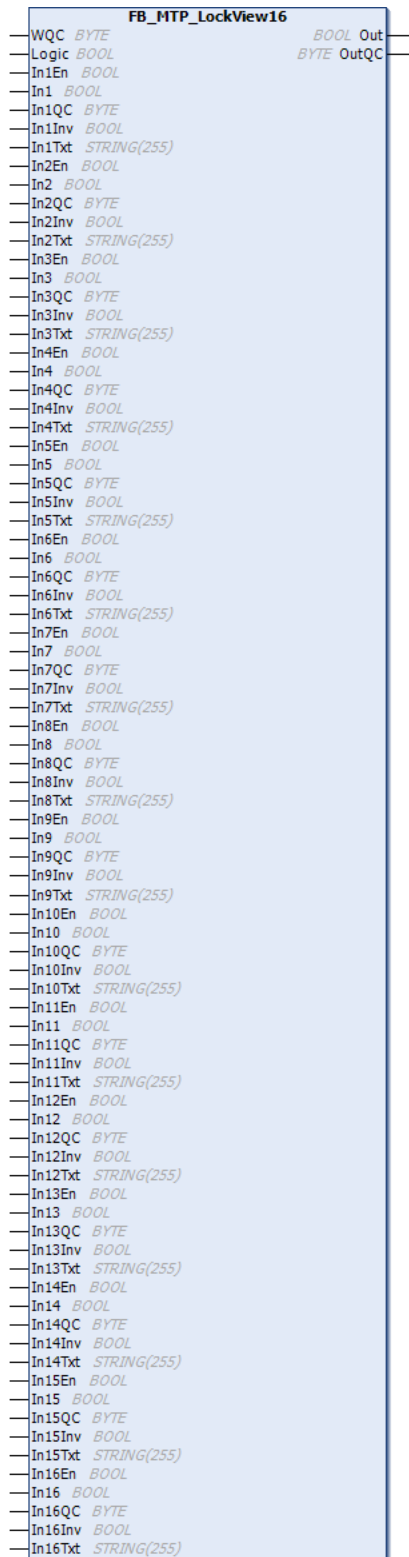 FB_MTP_LockView16
WQC BYTE BOOL Out
Logic BOOL BYTE OutQC
In1En BOOL
In1 BOOL
In1QC BYTE
In1Inv BOOL
In1Txt STRING(255)
In2En BOOL
In2 BOOL
In2QC BYTE
In2Inv BOOL
In2Txt STRING(255)
In3En BOOL
In3 BOOL
In3QC BYTE
In3Inv BOOL
In3Txt STRING(255)
In4En BOOL
In4 BOOL
In4QC BYTE
In4Inv BOOL
In4Txt STRING(255)
In5En BOOL
In5 BOOL
In5QC BYTE
In5Inv BOOL
In5Txt STRING(255)
In6En BOOL
In6 BOOL
In6QC BYTE
In6Inv BOOL
In6Txt STRING(255)
In7En BOOL
In7 BOOL
In7QC BYTE
In7Inv BOOL
In7Txt STRING(255)
In8En BOOL
In8 BOOL
In8QC BYTE
In8Inv BOOL
In8Txt STRING(255)
In9En BOOL
In9 BOOL
In9QC BYTE
In9Inv BOOL
In9Txt STRING(255)
In10En BOOL
In10 BOOL
In10QC BYTE
In10Inv BOOL
In10Txt STRING(255)
In11En BOOL
In11 BOOL
In11QC BYTE
In11Inv BOOL
In11Txt STRING(255)
In12En BOOL
In12 BOOL
In12QC BYTE
In12Inv BOOL
In12Txt STRING(255)
In13En BOOL
In13 BOOL
In13QC BYTE
In13Inv BOOL
In13Txt STRING(255)
In14En BOOL
In14 BOOL
In14QC BYTE
In14Inv BOOL
In14Txt STRING(255)
In15En BOOL
In15 BOOL
In15QC BYTE
In15Inv BOOL
In15Txt STRING(255)
In16En BOOL
In16 BOOL
In16QC BYTE
In16Inv BOOL
In16Txt STRING(255)